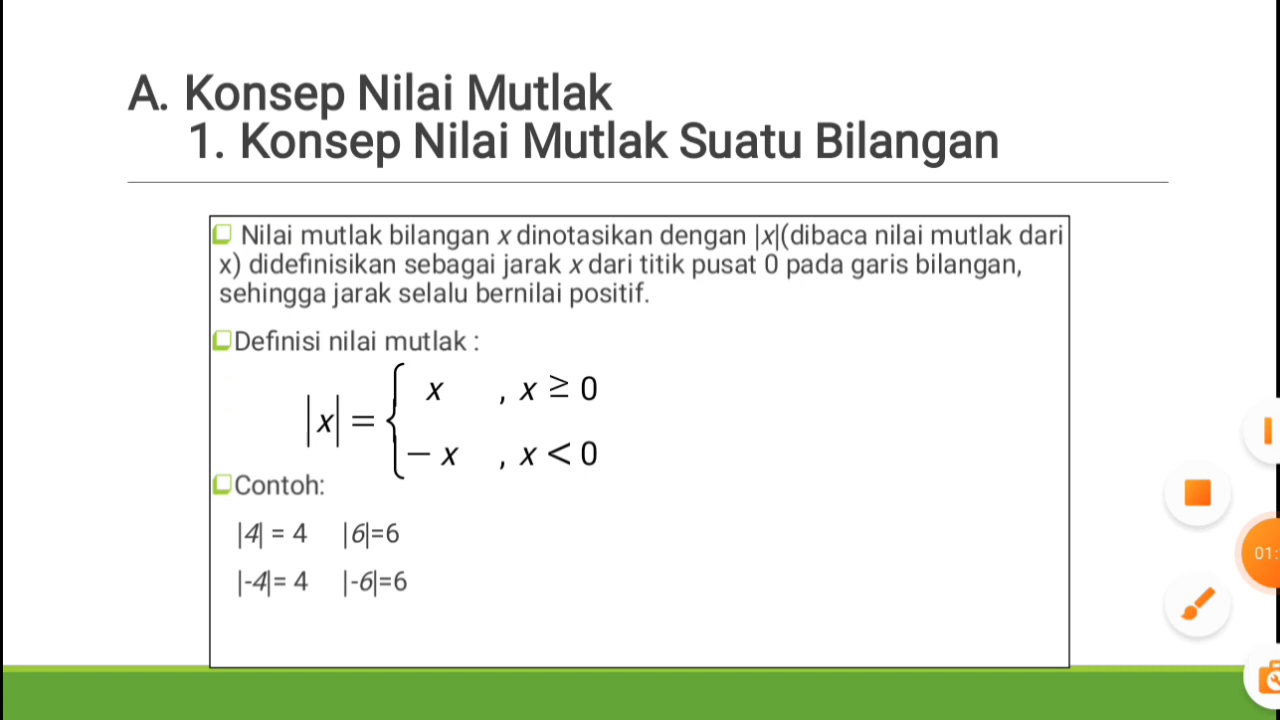 A. Konsep Nilai Mutlak
1. Konsep Nilai Mutlak Suatu Bilangan
Nilai mutlak bilangan x dinotasikan dengan |x|(dibaca nilai mutlak dari
x) didefinisikan sebagai jarak x dari titik pusat 0 pada garis bilangan,
sehingga jarak selalu bernilai positif.
Definisi nilai mutlak :
|x| = { x , x ≥ 0
− x , x < 0
Contoh:
|4| = 4 |6|=6
|-4|= 4 |-6|=6
01: